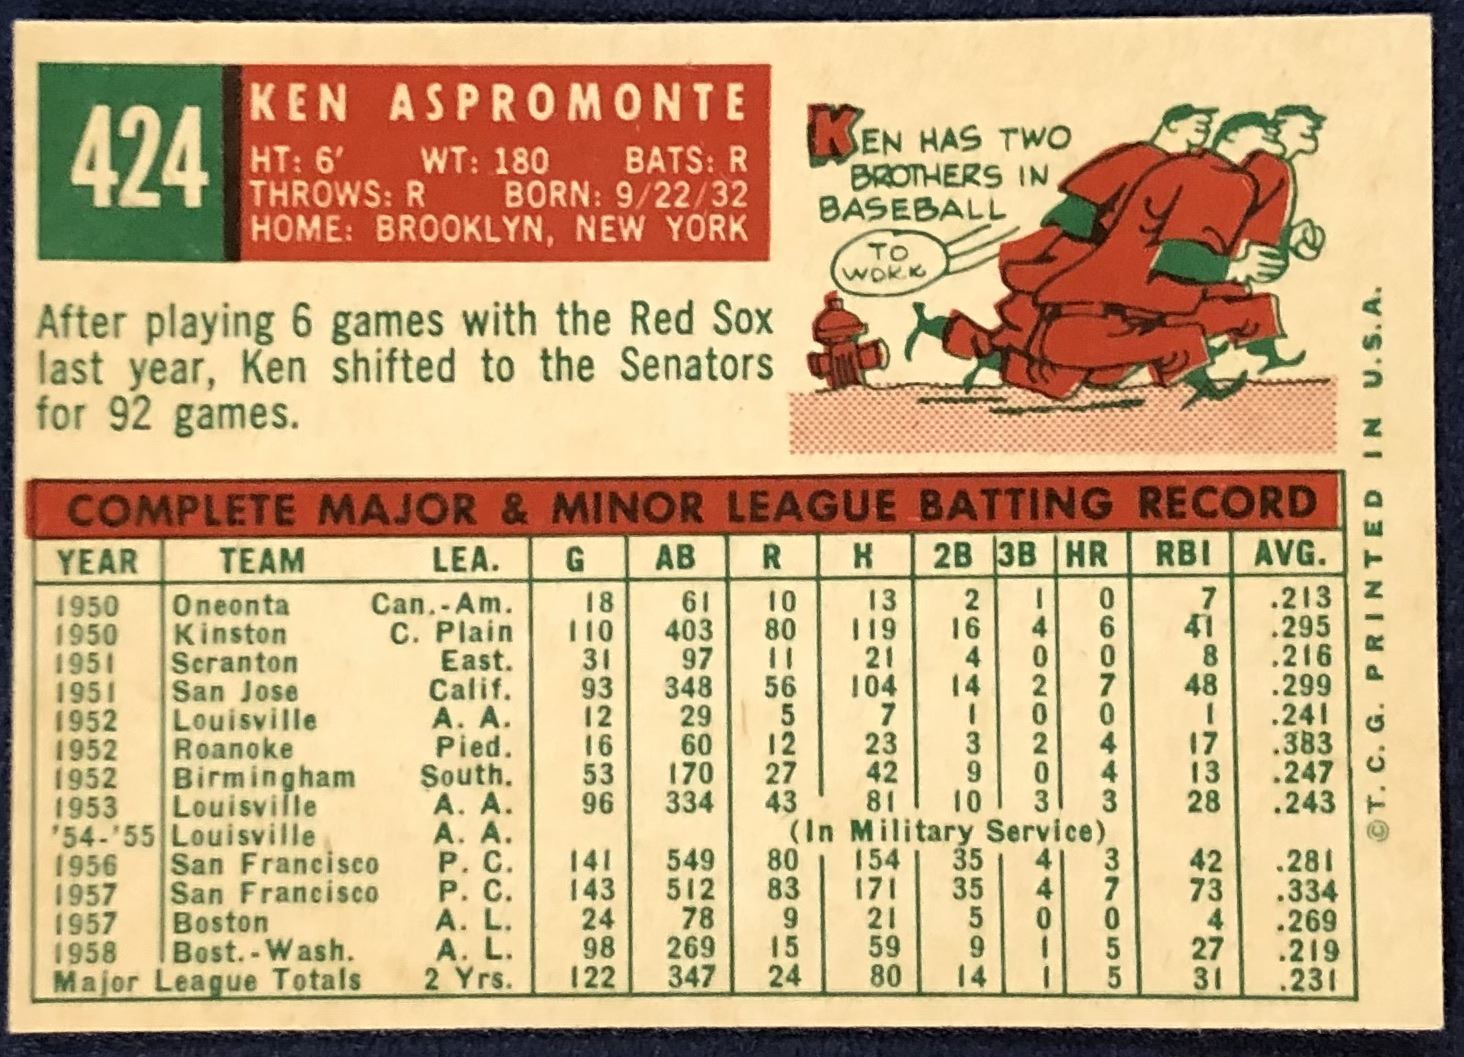 424
KEN ASPROMONTE
HT: 6' WT: 180 BATS: R
THROWS: R BORN: 9/22/32
HOME: BROOKLYN, NEW YORK
KEN HAS TWO
BROTHERS IN
BASEBALL
TO
WORK
After playing 6 games with the Red Sox
last year, Ken shifted to the Senators
for 92 games.
COMPLETE MAJOR & MINOR LEAGUE BATTING RECORD
YEAR TEAM LEA. G AB R H 2B 3B HR RBI AVG.
1950 Oneonta Can.-Am. 18 61 10 13 2 1 0 7 .213
1950 Kinston C. Plain 110 403 80 119 16 4 6 41 .295
1951 Scranton East. 31 97 11 21 4 0 0 8 .216
1951 San Jose Calif. 93 348 56 104 14 2 7 48 .299
1952 Louisville A. A. 12 29 5 7 1 0 0 1 .241
1952 Roanoke Pied. 16 60 12 23 3 2 4 17 .383
1952 Birmingham South. 53 170 27 42 9 0 4 13 .247
1953 Louisville A. A. 96 334 43 81 10 3 3 28 .243
'54-'55 Louisville A. A. (In Military Service)
1956 San Francisco P. C. 141 549 80 154 35 4 3 42 .281
1957 San Francisco P. C. 143 512 83 171 35 4 7 73 .334
1957 Boston A. L. 24 78 9 21 5 0 0 4 .269
1958 Bost.-Wash. A. L. 98 269 15 59 9 1 5 27 .219
Major League Totals 2 Yrs. 122 347 24 80 14 1 5 31 .231
©T. C. G. PRINTED IN U.S.A.